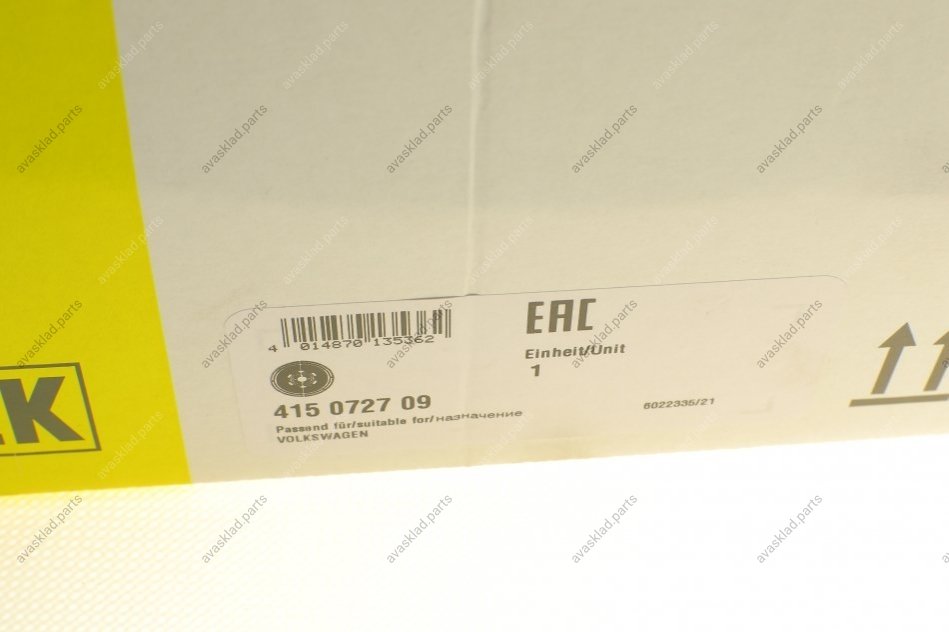 4 014870 135362
EAC
Einheit/Unit
1
415 0727 09
Passend für/suitable for/назначение
VOLKSWAGEN
6022335/21
K
avasklad.parts